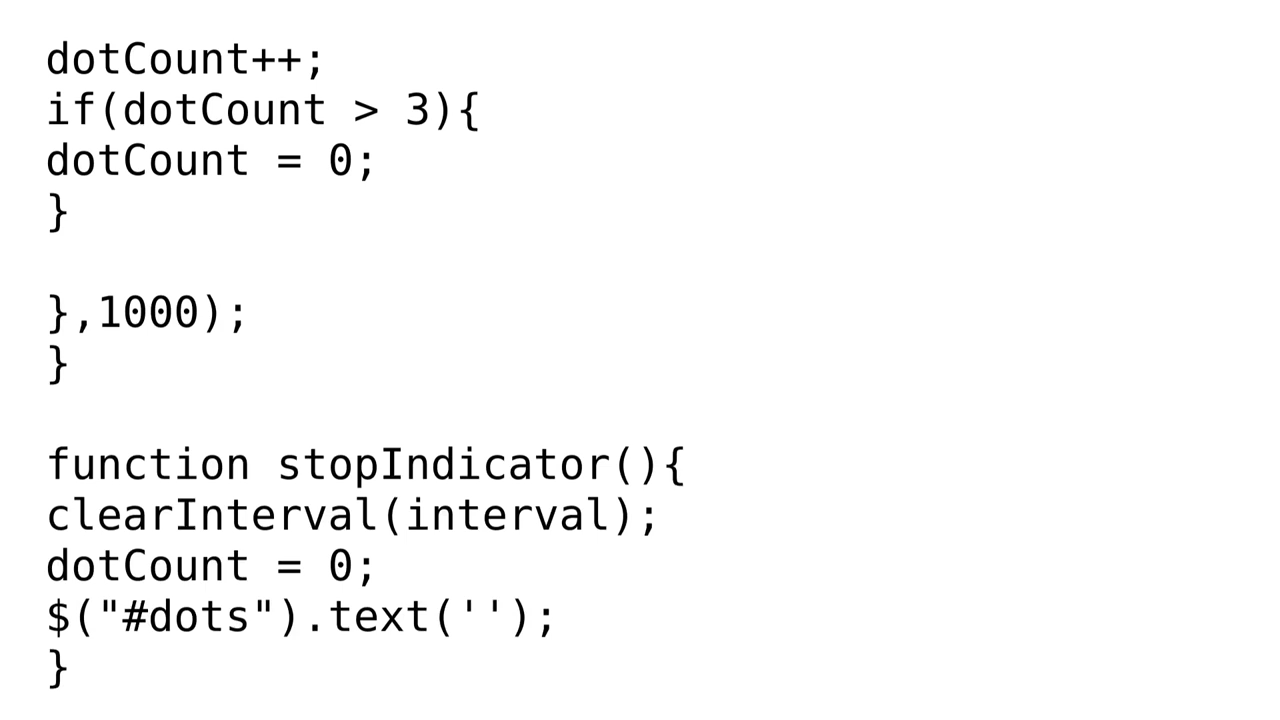 dotCount++;
if(dotCount > 3){
dotCount = 0;
}

},1000);
}

function stopIndicator(){
clearInterval(interval);
dotCount = 0;
$("#dots").text('');
}